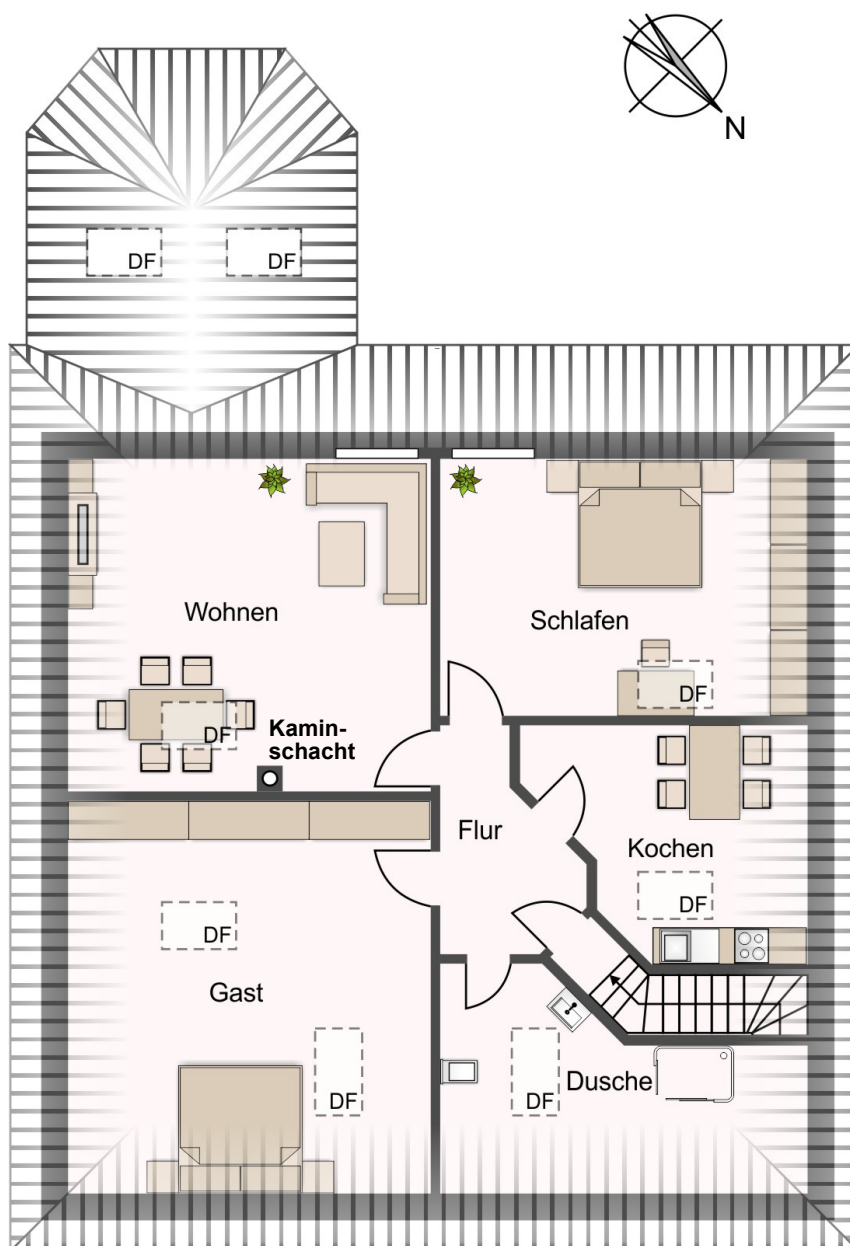 N
DF
DF
Wohnen
Schlafen
DF
DF
Kamin-
schacht
Flur
Kochen
DF
DF
Gast
Dusche
DF
DF